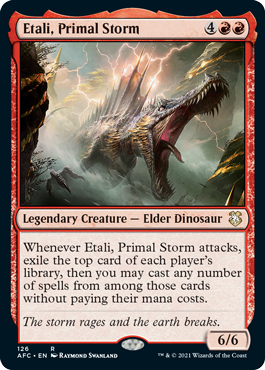 Etali, Primal Storm 4
Legendary Creature — Elder Dinosaur
Whenever Etali, Primal Storm attacks,
exile the top card of each player's
library, then you may cast any number
of spells from among those cards
without paying their mana costs.
The storm rages and the earth breaks.
6/6
126 R
AFC • EN RAYMOND SWANLAND ™ & © 2021 Wizards of the Coast